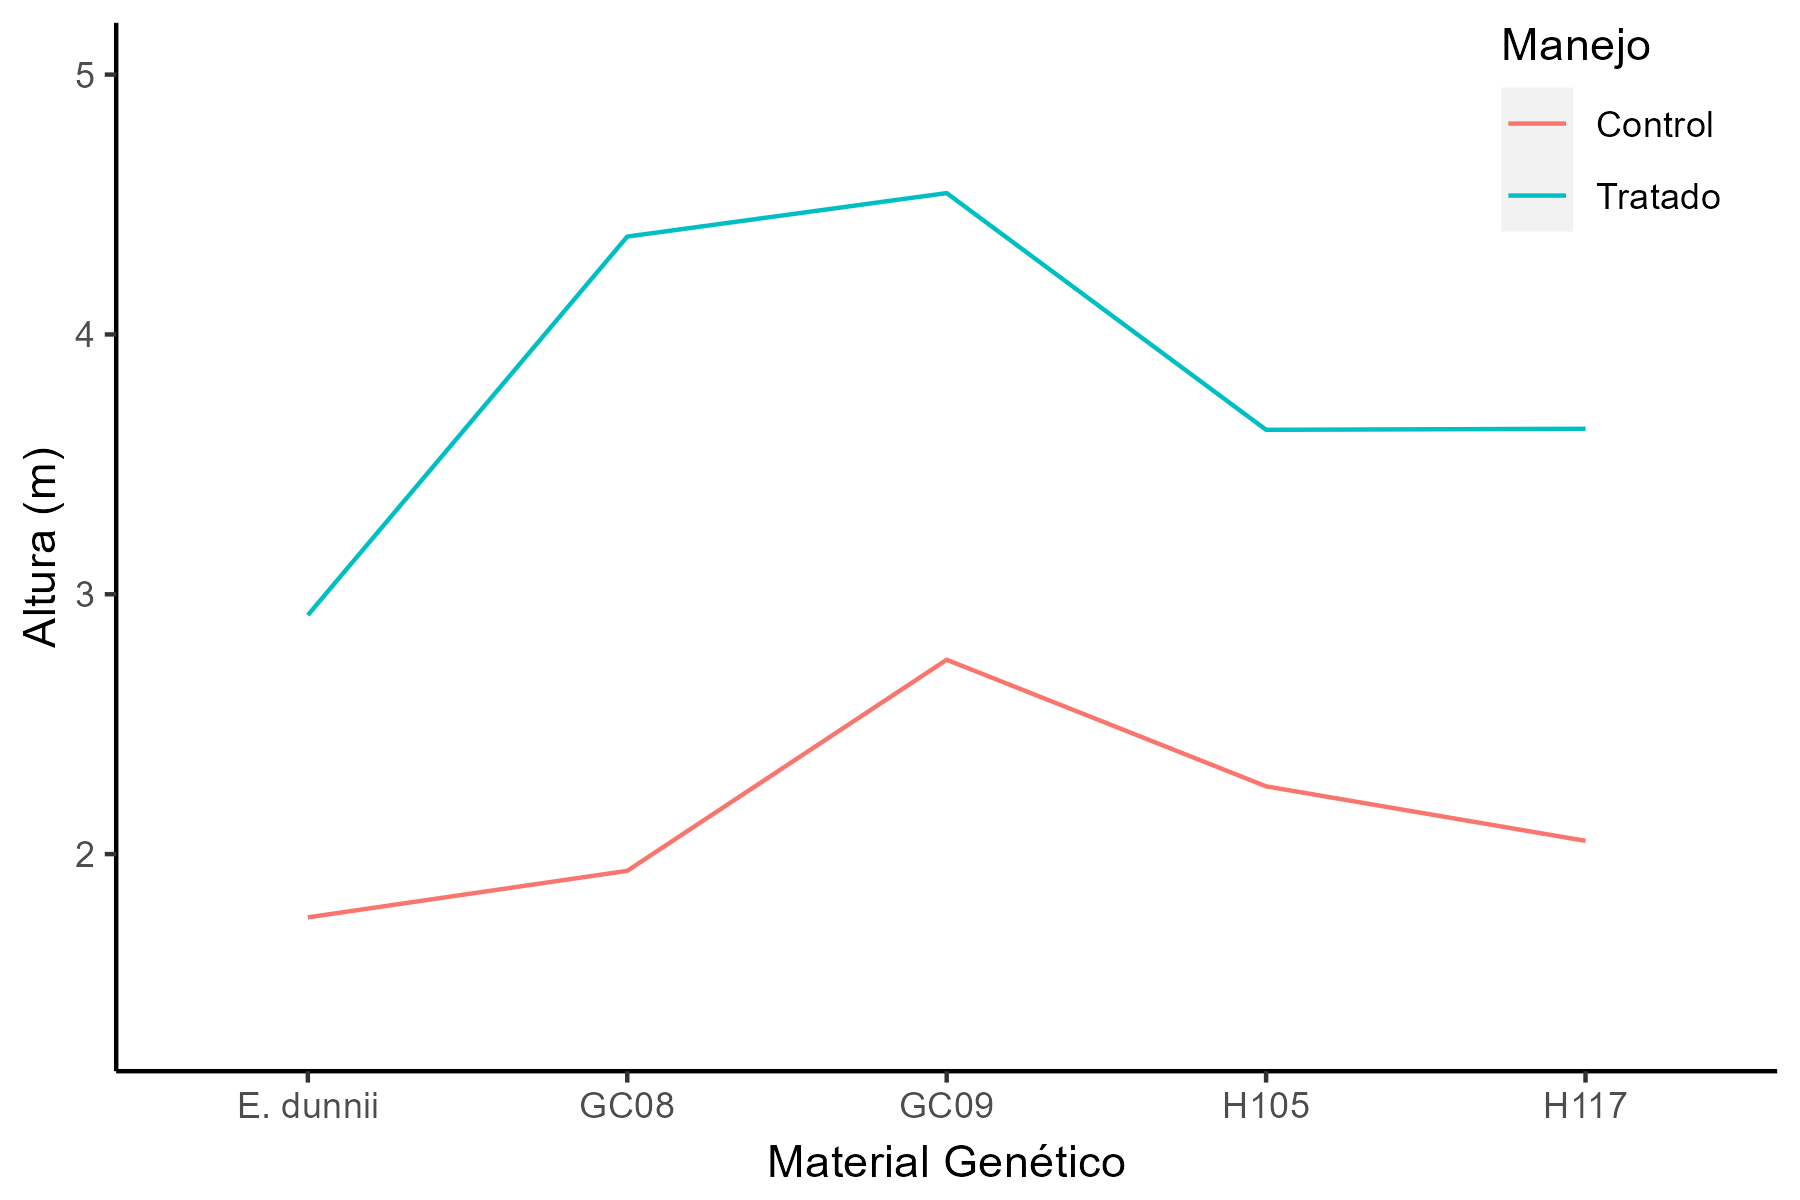 Manejo
Control
Tratado
Altura (m)
5
4
3
2
E. dunnii GC08 GC09 H105 H117
Material Genético